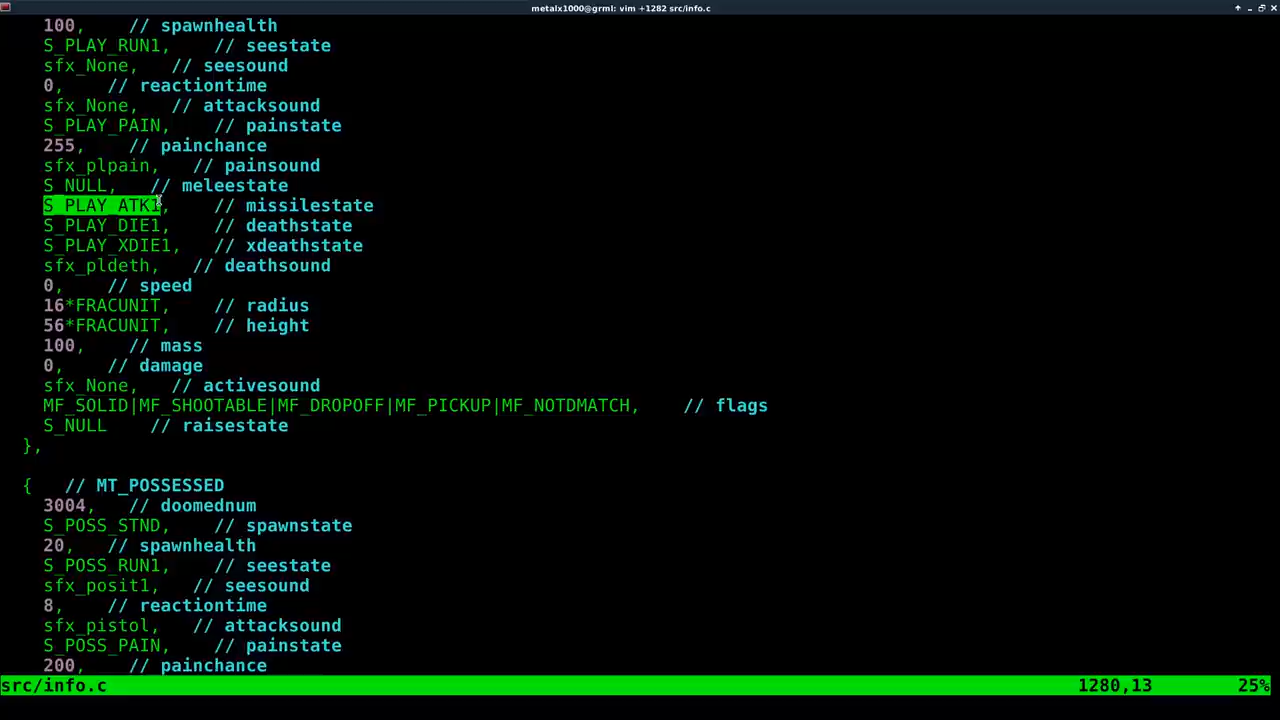 metalx1000@grml: vim +1282 src/info.c
100,    // spawnhealth
S_PLAY_RUN1,    // seestate
sfx_None,   // seesound
0,    // reactiontime
sfx_None,   // attacksound
S_PLAY_PAIN,    // painstate
255,    // painchance
sfx_plpain,   // painsound
S_NULL,   // meleestate
S_PLAY_ATK1,    // missilestate
S_PLAY_DIE1,    // deathstate
S_PLAY_XDIE1,   // xdeathstate
sfx_pldeth,   // deathsound
0,    // speed
16*FRACUNIT,    // radius
56*FRACUNIT,    // height
100,    // mass
0,    // damage
sfx_None,   // activesound
MF_SOLID|MF_SHOOTABLE|MF_DROPOFF|MF_PICKUP|MF_NOTDMATCH,    // flags
S_NULL    // raisestate
},
{   // MT_POSSESSED
3004,   // doomednum
S_POSS_STND,    // spawnstate
20,   // spawnhealth
S_POSS_RUN1,    // seestate
sfx_posit1,   // seesound
8,    // reactiontime
sfx_pistol,   // attacksound
S_POSS_PAIN,    // painstate
200,    // painchance
src/info.c 1280,13 25%